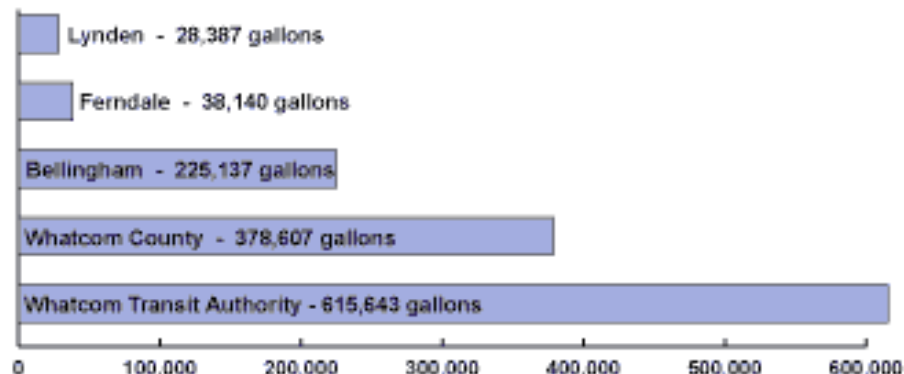 Lynden - 28,387 gallons
Ferndale - 38,140 gallons
Bellingham - 225,137 gallons
Whatcom County - 378,607 gallons
Whatcom Transit Authority - 615,643 gallons
0 100,000 200,000 300,000 400,000 500,000 600,000